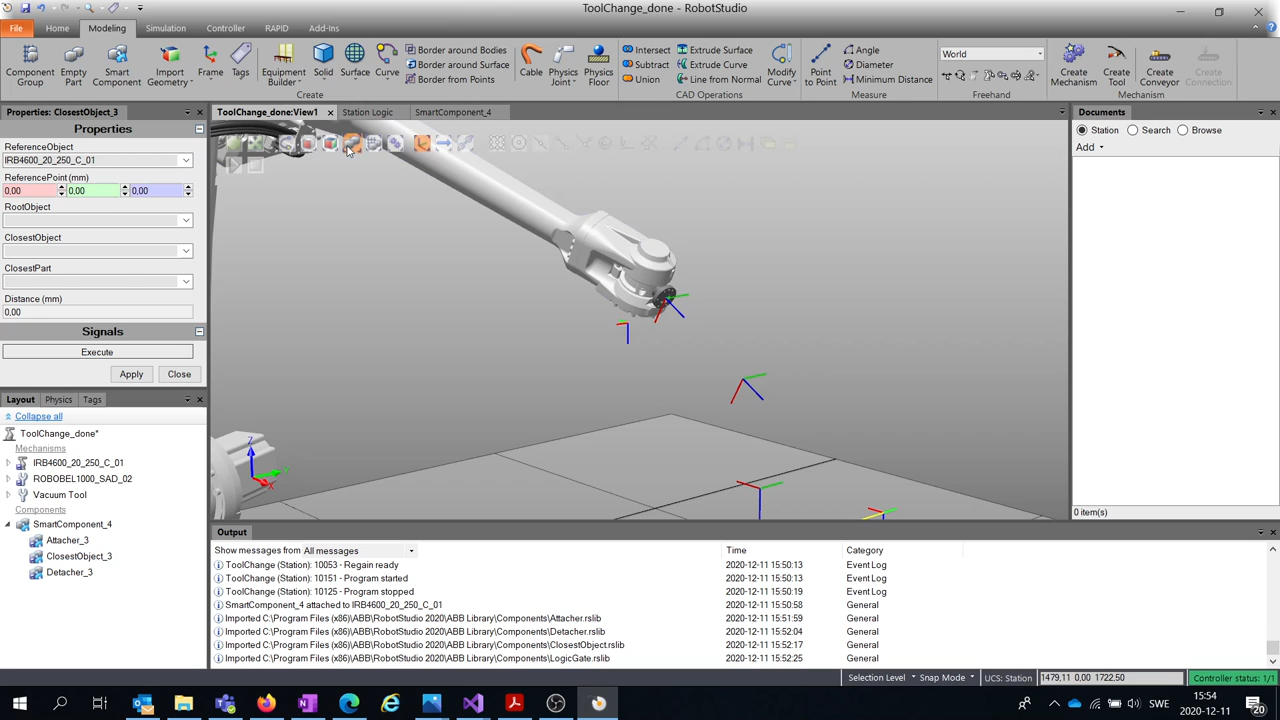 ToolChange_done - RobotStudio
File Home Modeling Simulation Controller RAPID Add-Ins
Component Group
Empty Part
Smart Component
Import Geometry
Frame
Tags
Equipment Builder
Solid
Surface
Curve
Border around Bodies
Border around Surface
Border from Points
Create
Cable
Physics Joint
Physics Floor
Intersect
Subtract
Union
Extrude Surface
Extrude Curve
Line from Normal
Modify Curve
CAD Operations
Point to Point
Angle
Diameter
Minimum Distance
Measure
World
Freehand
Create Mechanism
Create Tool
Create Conveyor
Create Connection
Mechanism
Properties: ClosestObject_3
Properties
ReferenceObject
IRB4600_20_250_C_01
ReferencePoint (mm)
0,00 0,00 0,00
RootObject
ClosestObject
ClosestPart
Distance (mm)
0,00
Signals
Execute
Apply Close
Layout Physics Tags
Collapse all
ToolChange_done*
Mechanisms
IRB4600_20_250_C_01
ROBOBEL1000_SAD_02
Vacuum Tool
Components
SmartComponent_4
Attacher_3
ClosestObject_3
Detacher_3
ToolChange_done:View1 Station Logic SmartComponent_4
Z
Y
X
Documents
Station Search Browse
Add
0 item(s)
Output
Show messages from All messages Time Category
ToolChange (Station): 10053 - Regain ready 2020-12-11 15:50:13 Event Log
ToolChange (Station): 10151 - Program started 2020-12-11 15:50:13 Event Log
ToolChange (Station): 10125 - Program stopped 2020-12-11 15:50:19 Event Log
SmartComponent_4 attached to IRB4600_20_250_C_01 2020-12-11 15:50:58 General
Imported C:\Program Files (x86)\ABB\RobotStudio 2020\ABB Library\Components\Attacher.rslib 2020-12-11 15:51:59 General
Imported C:\Program Files (x86)\ABB\RobotStudio 2020\ABB Library\Components\Detacher.rslib 2020-12-11 15:52:04 General
Imported C:\Program Files (x86)\ABB\RobotStudio 2020\ABB Library\Components\ClosestObject.rslib 2020-12-11 15:52:17 General
Imported C:\Program Files (x86)\ABB\RobotStudio 2020\ABB Library\Components\LogicGate.rslib 2020-12-11 15:52:25 General
Selection Level Snap Mode UCS: Station 1479,11 0,00 1722,50 Controller status: 1/1
SWE
15:54
2020-12-11
20